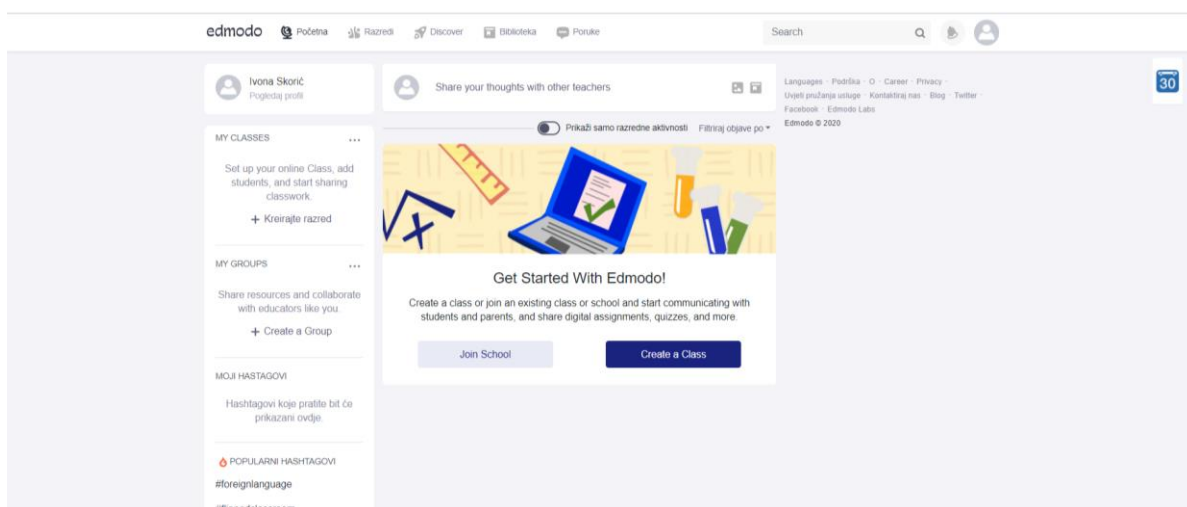 edmodo Početna Razredi Discover Biblioteka Poruke Search
Ivona Skorić
Pogledaj profil
MY CLASSES ...
Set up your online Class, add
students, and start sharing
classwork.
+ Kreirajte razred
MY GROUPS ...
Share resources and collaborate
with educators like you.
+ Create a Group
MOJI HASTAGOVI
Hashtagovi koje pratite bit će
prikazani ovdje.
POPULARNI HASHTAGOVI
#foreignlanguage
Share your thoughts with other teachers
Prikaži samo razredne aktivnosti Filtriraj objave po
√x
Get Started With Edmodo!
Create a class or join an existing class or school and start communicating with
students and parents, and share digital assignments, quizzes, and more.
Join School Create a Class
Languages · Podrška · O · Career · Privacy ·
Uvjeti pružanja usluge · Kontaktiraj nas · Blog · Twitter ·
Facebook · Edmodo Labs
Edmodo © 2020
30